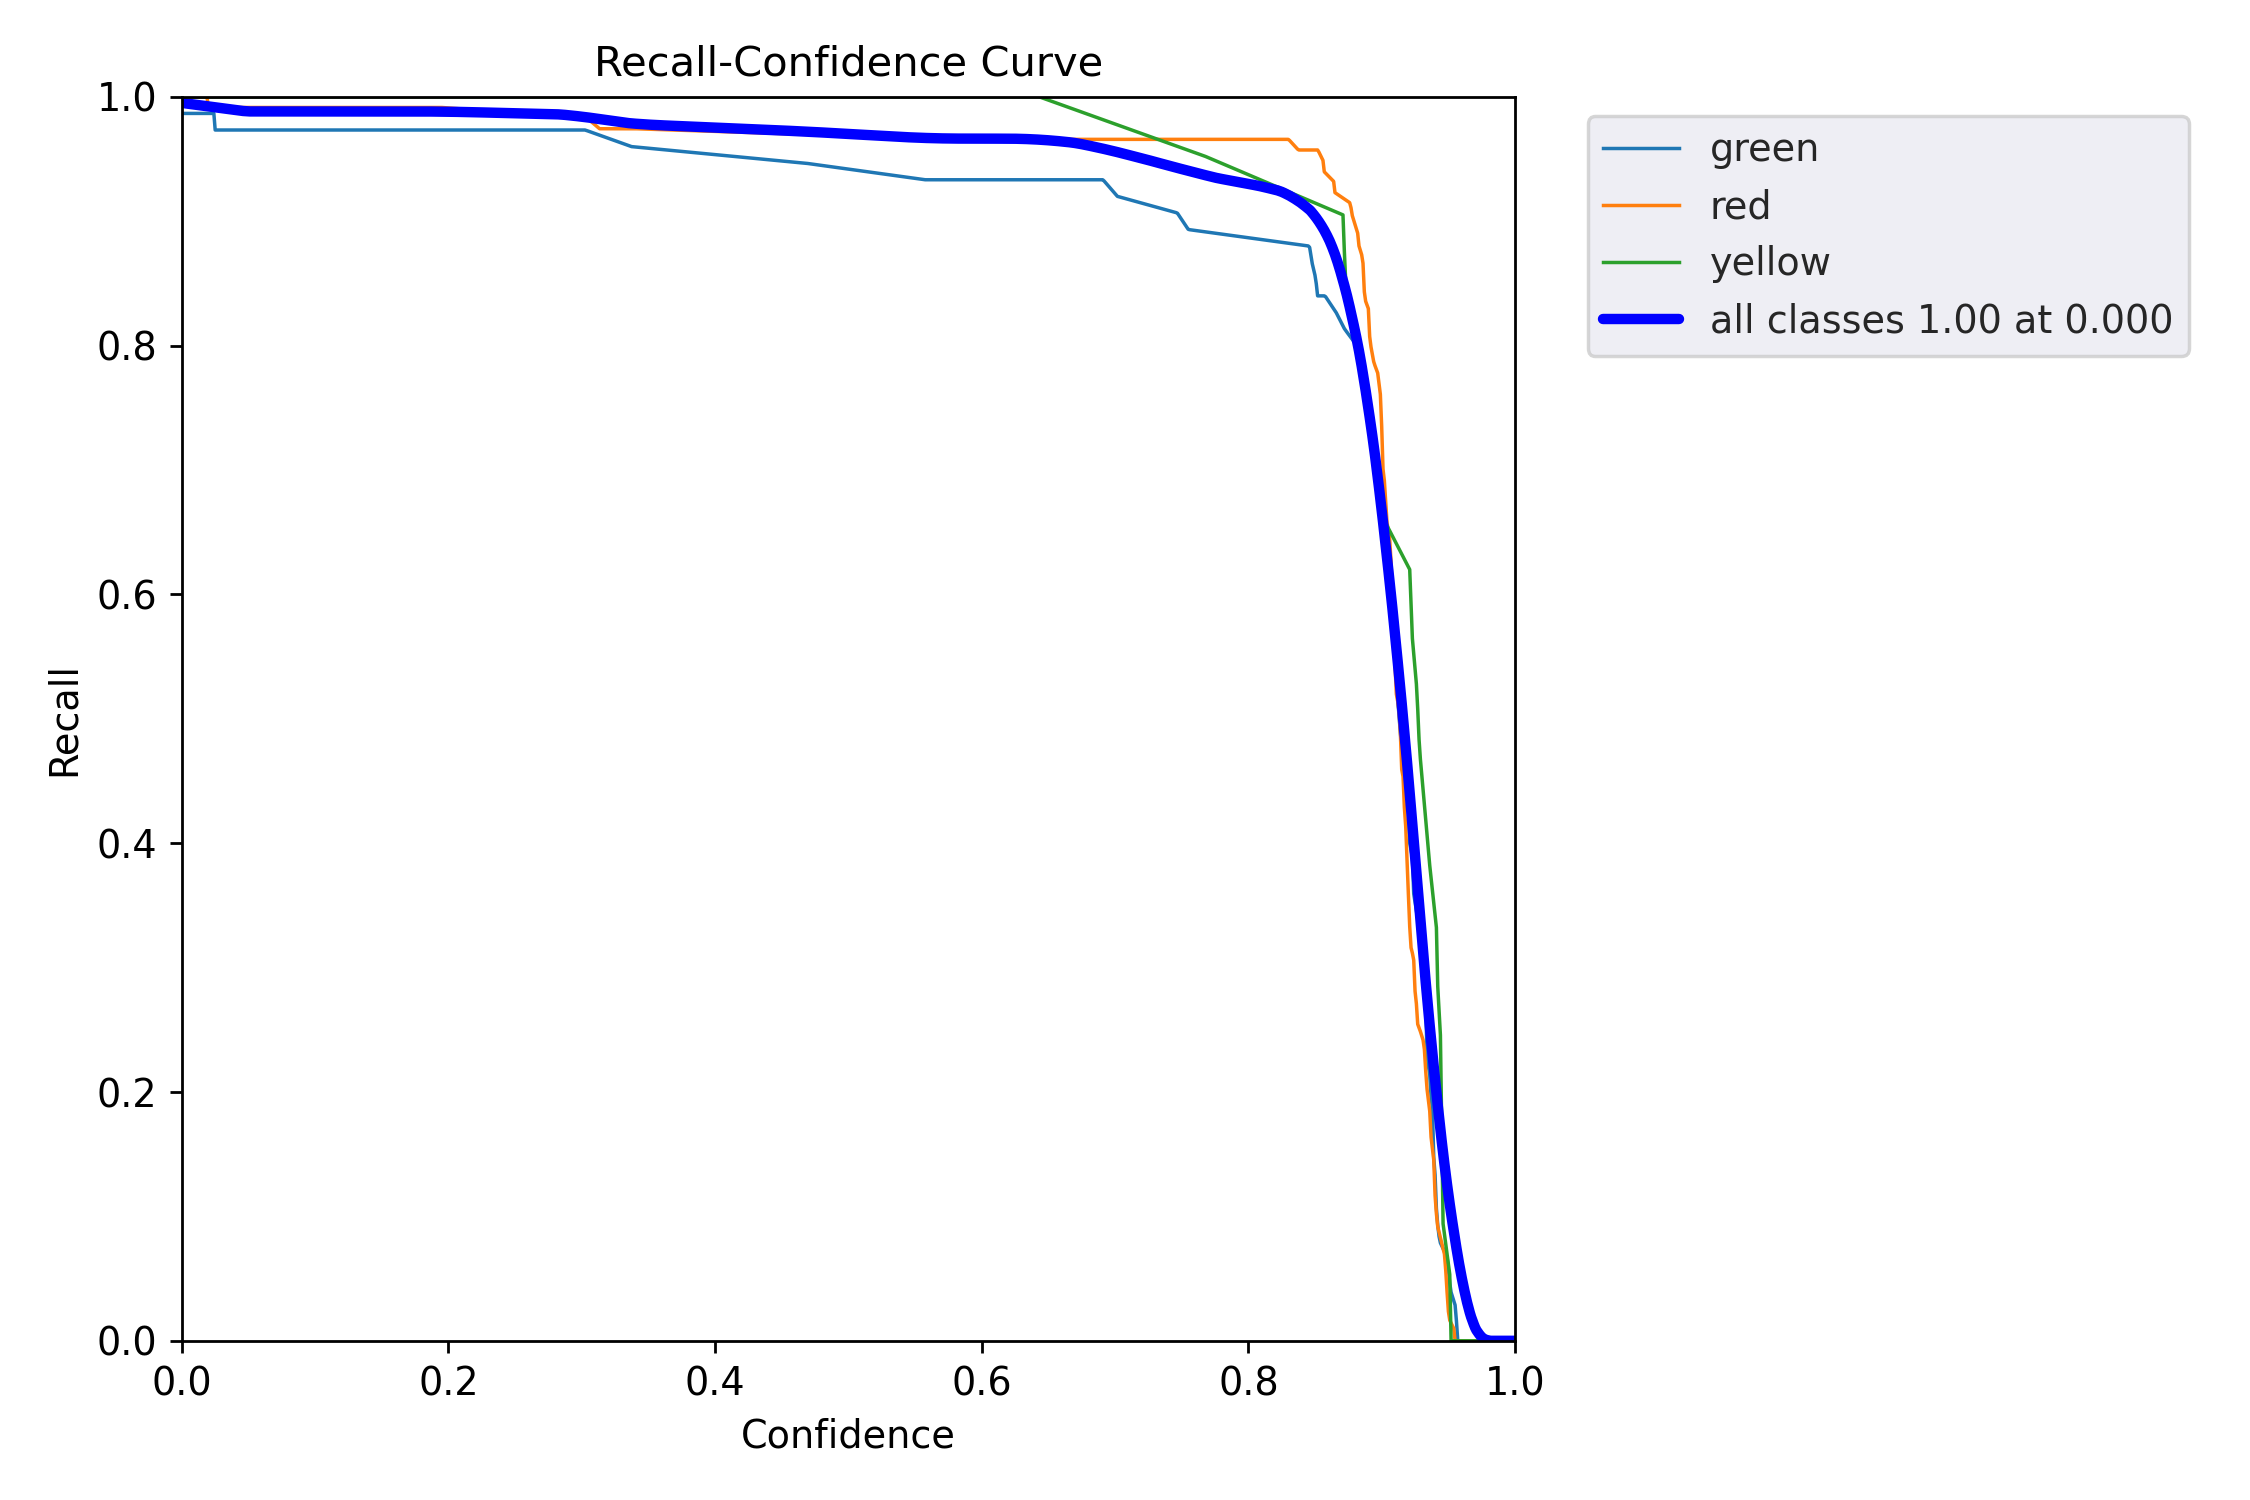 Recall-Confidence Curve
1.0
0.8
0.6
0.4
0.2
0.0
Recall
0.0 0.2 0.4 0.6 0.8 1.0
Confidence
green
red
yellow
all classes 1.00 at 0.000